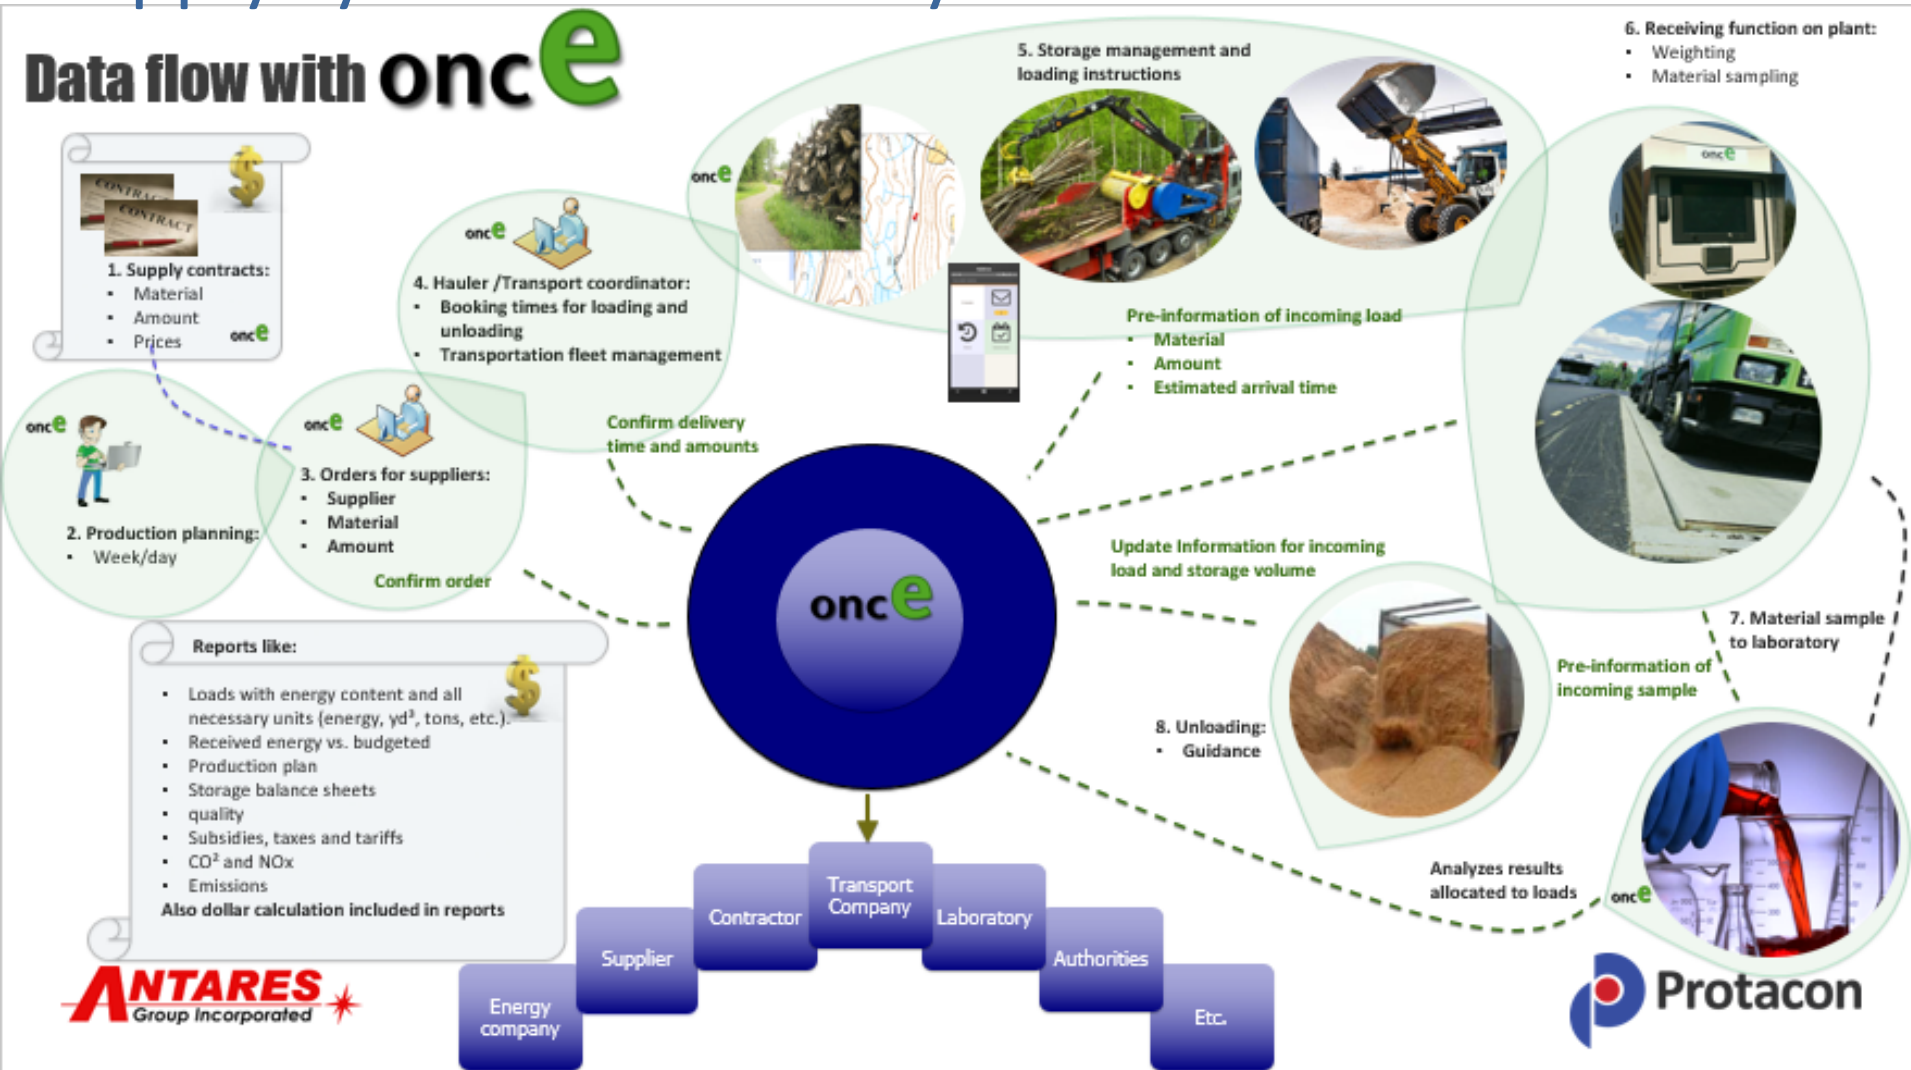 Data flow with once
1. Supply contracts:
▪ Material
▪ Amount
▪ Prices
once
CONTRACT
CONTRACT
once
2. Production planning:
▪ Week/day
once
3. Orders for suppliers:
▪ Supplier
▪ Material
▪ Amount
Confirm order
once
4. Hauler /Transport coordinator:
▪ Booking times for loading and
unloading
▪ Transportation fleet management
Confirm delivery
time and amounts
once
5. Storage management and
loading instructions
Pre-information of incoming load
▪ Material
▪ Amount
▪ Estimated arrival time
6. Receiving function on plant:
▪ Weighting
▪ Material sampling
once
Update Information for incoming
load and storage volume
once
7. Material sample
to laboratory
Pre-information of
incoming sample
8. Unloading:
▪ Guidance
Analyzes results
allocated to loads
once
Reports like:
▪ Loads with energy content and all
necessary units (energy, yd³, tons, etc.).
▪ Received energy vs. budgeted
▪ Production plan
▪ Storage balance sheets
▪ quality
▪ Subsidies, taxes and tariffs
▪ CO² and NOx
▪ Emissions
Also dollar calculation included in reports
Energy
company
Supplier
Contractor
Transport
Company
Laboratory
Authorities
Etc.
ANTARES
Group Incorporated
Protacon